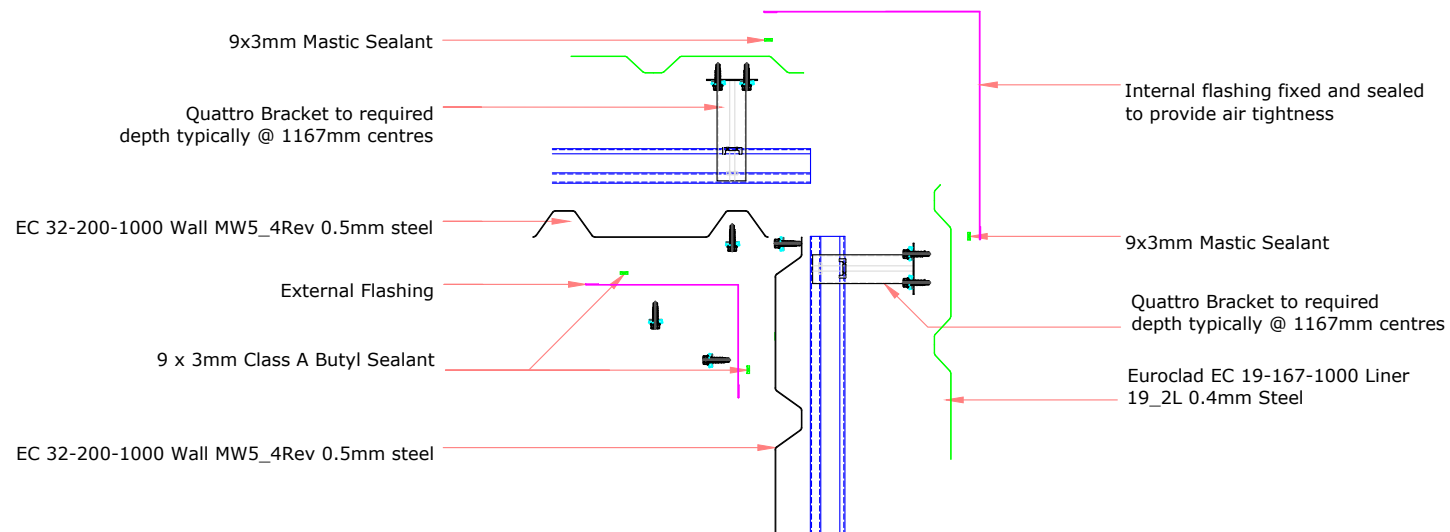 9x3mm Mastic Sealant
Quattro Bracket to required
depth typically @ 1167mm centres
EC 32-200-1000 Wall MW5_4Rev 0.5mm steel
External Flashing
9 x 3mm Class A Butyl Sealant
EC 32-200-1000 Wall MW5_4Rev 0.5mm steel
Internal flashing fixed and sealed
to provide air tightness
9x3mm Mastic Sealant
Quattro Bracket to required
depth typically @ 1167mm centres
Euroclad EC 19-167-1000 Liner
19_2L 0.4mm Steel